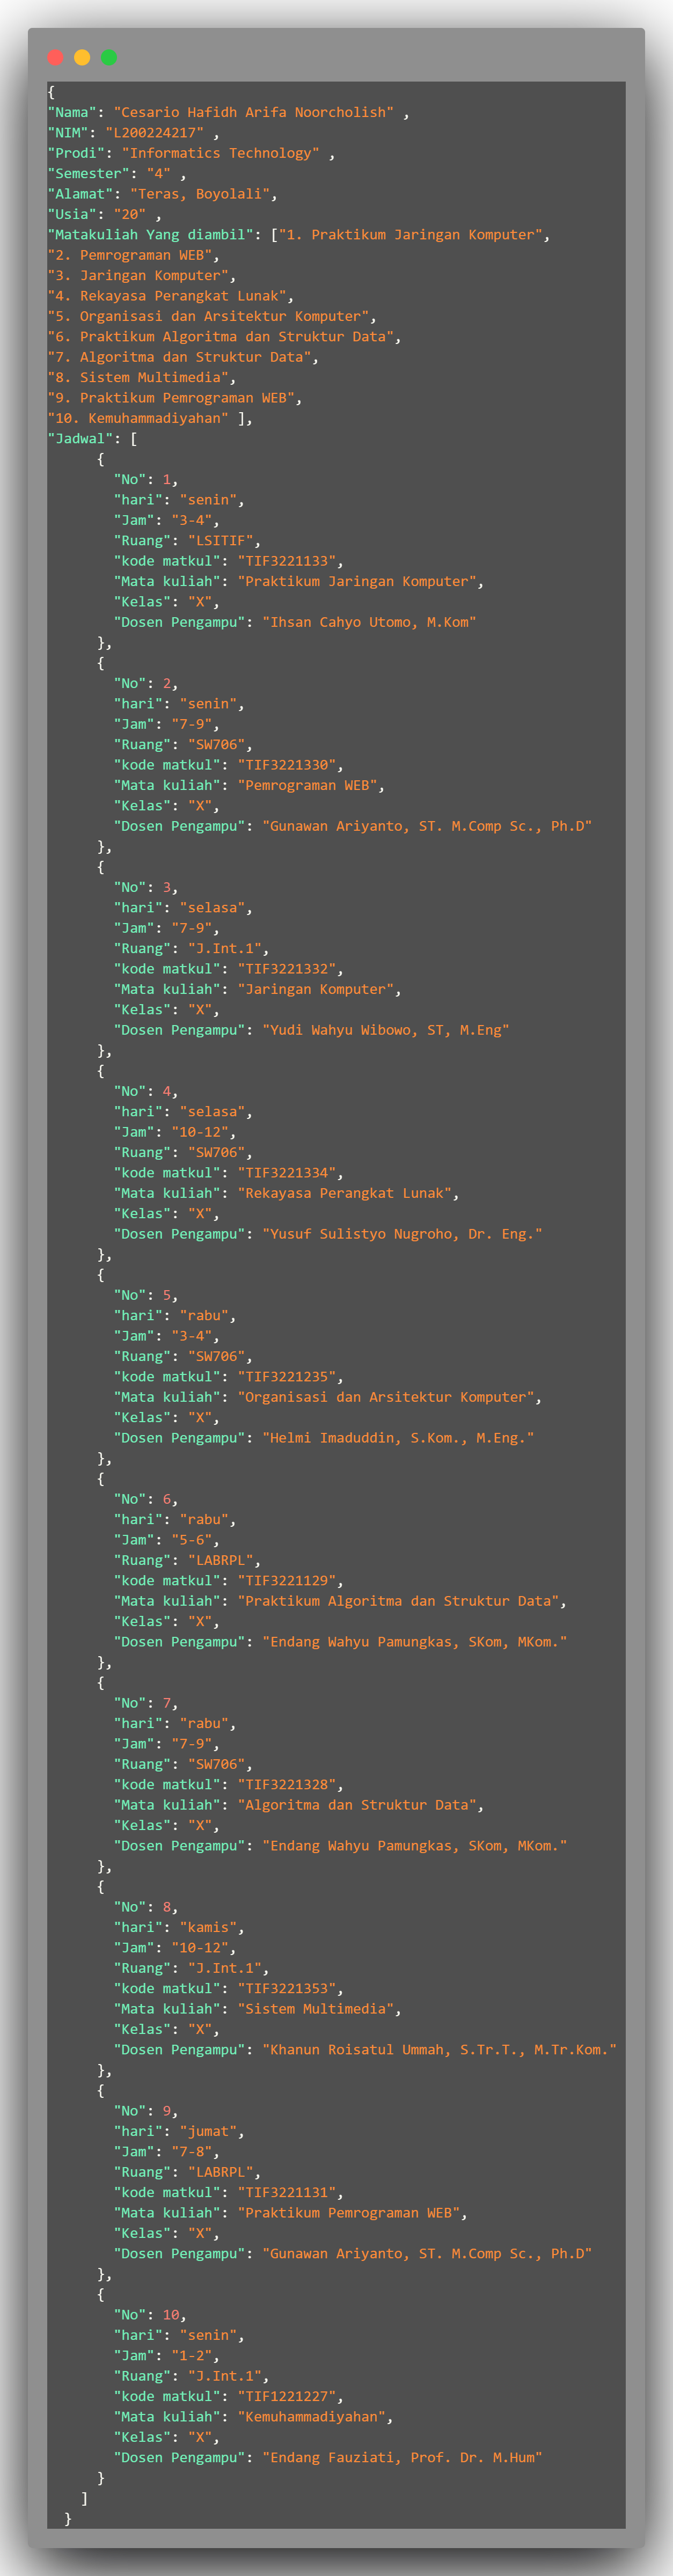 {
"Nama": "Cesario Hafidh Arifa Noorcholish" ,
"NIM": "L200224217" ,
"Prodi": "Informatics Technology" ,
"Semester": "4" ,
"Alamat": "Teras, Boyolali",
"Usia": "20" ,
"Matakuliah Yang diambil": ["1. Praktikum Jaringan Komputer",
"2. Pemrograman WEB",
"3. Jaringan Komputer",
"4. Rekayasa Perangkat Lunak",
"5. Organisasi dan Arsitektur Komputer",
"6. Praktikum Algoritma dan Struktur Data",
"7. Algoritma dan Struktur Data",
"8. Sistem Multimedia",
"9. Praktikum Pemrograman WEB",
"10. Kemuhammadiyahan" ],
"Jadwal": [
{
"No": 1,
"hari": "senin",
"Jam": "3-4",
"Ruang": "LSITIF",
"kode matkul": "TIF3221133",
"Mata kuliah": "Praktikum Jaringan Komputer",
"Kelas": "X",
"Dosen Pengampu": "Ihsan Cahyo Utomo, M.Kom"
},
{
"No": 2,
"hari": "senin",
"Jam": "7-9",
"Ruang": "SW706",
"kode matkul": "TIF3221330",
"Mata kuliah": "Pemrograman WEB",
"Kelas": "X",
"Dosen Pengampu": "Gunawan Ariyanto, ST. M.Comp Sc., Ph.D"
},
{
"No": 3,
"hari": "selasa",
"Jam": "7-9",
"Ruang": "J.Int.1",
"kode matkul": "TIF3221332",
"Mata kuliah": "Jaringan Komputer",
"Kelas": "X",
"Dosen Pengampu": "Yudi Wahyu Wibowo, ST, M.Eng"
},
{
"No": 4,
"hari": "selasa",
"Jam": "10-12",
"Ruang": "SW706",
"kode matkul": "TIF3221334",
"Mata kuliah": "Rekayasa Perangkat Lunak",
"Kelas": "X",
"Dosen Pengampu": "Yusuf Sulistyo Nugroho, Dr. Eng."
},
{
"No": 5,
"hari": "rabu",
"Jam": "3-4",
"Ruang": "SW706",
"kode matkul": "TIF3221235",
"Mata kuliah": "Organisasi dan Arsitektur Komputer",
"Kelas": "X",
"Dosen Pengampu": "Helmi Imaduddin, S.Kom., M.Eng."
},
{
"No": 6,
"hari": "rabu",
"Jam": "5-6",
"Ruang": "LABRPL",
"kode matkul": "TIF3221129",
"Mata kuliah": "Praktikum Algoritma dan Struktur Data",
"Kelas": "X",
"Dosen Pengampu": "Endang Wahyu Pamungkas, SKom, MKom."
},
{
"No": 7,
"hari": "rabu",
"Jam": "7-9",
"Ruang": "SW706",
"kode matkul": "TIF3221328",
"Mata kuliah": "Algoritma dan Struktur Data",
"Kelas": "X",
"Dosen Pengampu": "Endang Wahyu Pamungkas, SKom, MKom."
},
{
"No": 8,
"hari": "kamis",
"Jam": "10-12",
"Ruang": "J.Int.1",
"kode matkul": "TIF3221353",
"Mata kuliah": "Sistem Multimedia",
"Kelas": "X",
"Dosen Pengampu": "Khanun Roisatul Ummah, S.Tr.T., M.Tr.Kom."
},
{
"No": 9,
"hari": "jumat",
"Jam": "7-8",
"Ruang": "LABRPL",
"kode matkul": "TIF3221131",
"Mata kuliah": "Praktikum Pemrograman WEB",
"Kelas": "X",
"Dosen Pengampu": "Gunawan Ariyanto, ST. M.Comp Sc., Ph.D"
},
{
"No": 10,
"hari": "senin",
"Jam": "1-2",
"Ruang": "J.Int.1",
"kode matkul": "TIF1221227",
"Mata kuliah": "Kemuhammadiyahan",
"Kelas": "X",
"Dosen Pengampu": "Endang Fauziati, Prof. Dr. M.Hum"
}
]
}